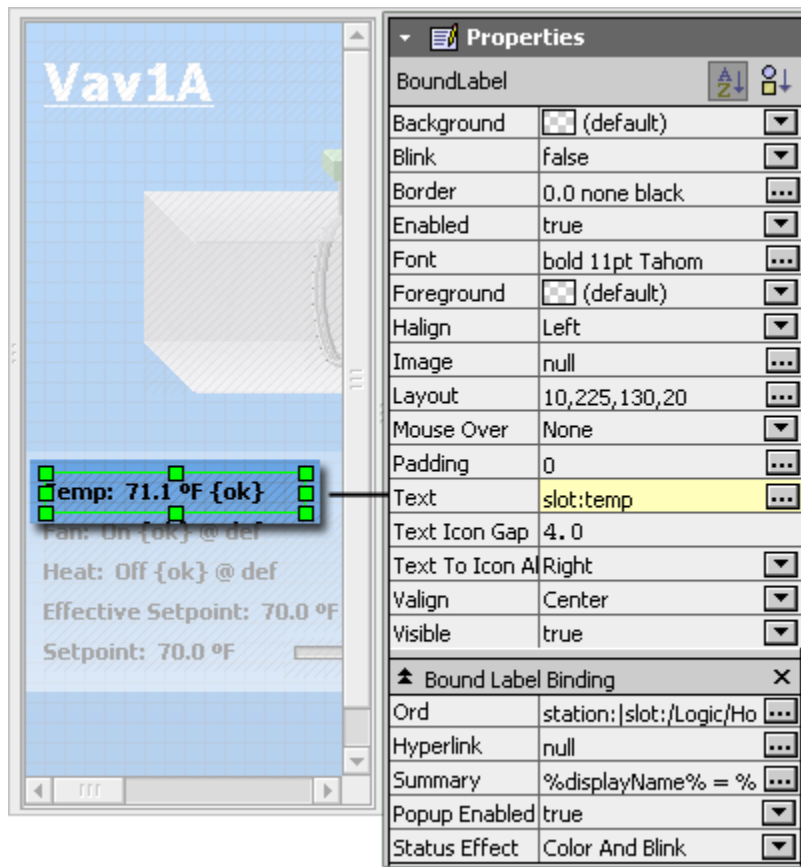 Vav1A
Temp: 71.1 ºF {ok}
Fan: On {ok} @ def
Heat: Off {ok} @ def
Effective Setpoint: 70.0 ºF
Setpoint: 70.0 ºF
Properties
BoundLabel
Background (default)
Blink false
Border 0.0 none black
Enabled true
Font bold 11pt Tahom
Foreground (default)
Halign Left
Image null
Layout 10,225,130,20
Mouse Over None
Padding 0
Text slot:temp
Text Icon Gap 4.0
Text To Icon Al Right
Valign Center
Visible true
Bound Label Binding
Ord station:|slot:/Logic/Ho
Hyperlink null
Summary %displayName% = %
Popup Enabled true
Status Effect Color And Blink